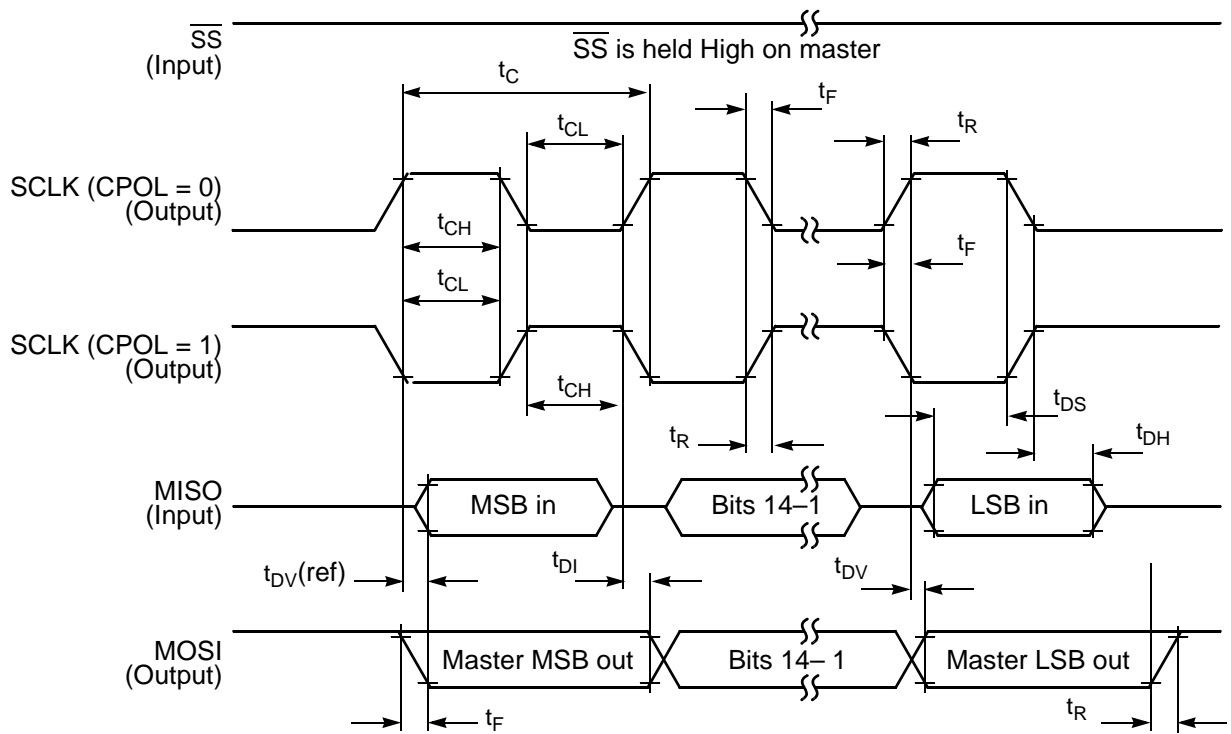 SS
(Input)
SS is held High on master
tC
tF
tCL
tR
SCLK (CPOL = 0)
(Output)
tCH
tF
tCL
SCLK (CPOL = 1)
(Output)
tCH
tDS
tR
tDH
MISO
(Input)
MSB in
Bits 14–1
LSB in
tDV(ref)
tDI
tDV
MOSI
(Output)
Master MSB out
Bits 14– 1
Master LSB out
tF
tR